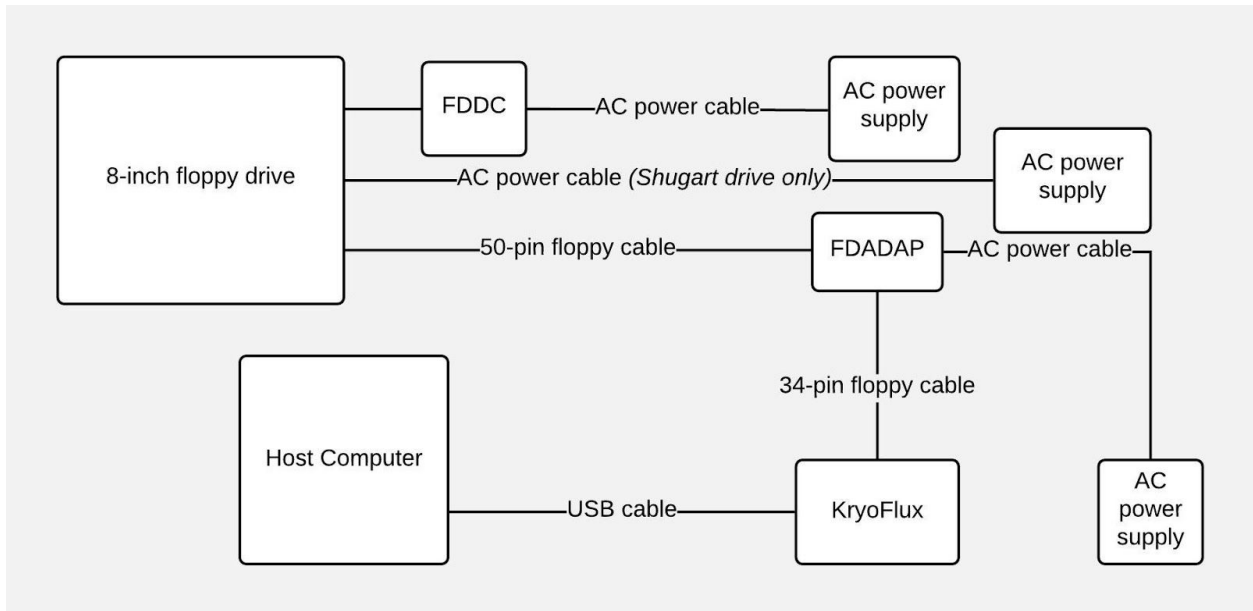 FDDC
AC power cable
AC power
supply
8-inch floppy drive
AC power cable (Shugart drive only)
AC power
supply
50-pin floppy cable
FDADAP
AC power cable
34-pin floppy cable
Host Computer
USB cable
KryoFlux
AC
power
supply